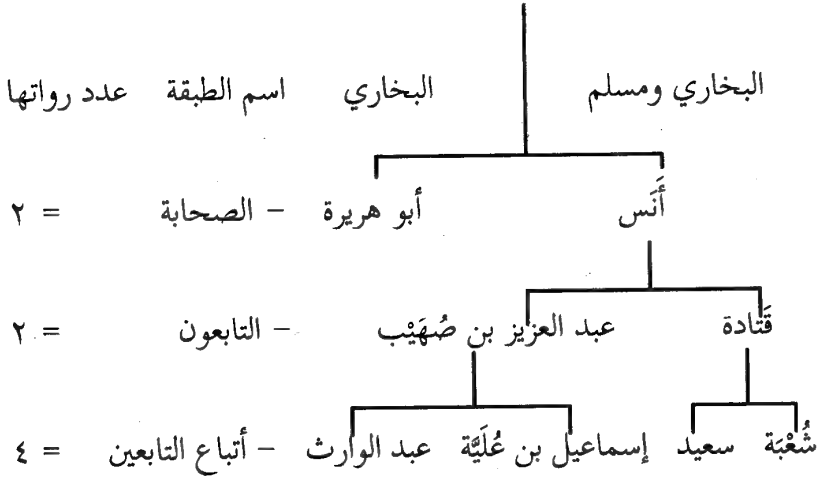 البخاري ومسلم البخاري اسم الطبقة عدد رواتها
أَنَس أبو هريرة – الصحابة = ٢
قَتادة عبد العزيز بن صُهَيْب – التابعون = ٢
شُعْبَة سعيد إسماعيل بن عُلَيَّة عبد الوارث – أتباع التابعين = ٤